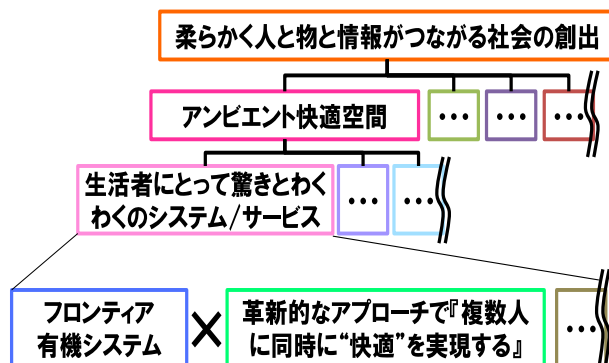 柔らかく人と物と情報がつながる社会の創出
アンビエント快適空間
…
…
…
生活者にとって驚きとわく
わくのシステム/サービス
…
…
フロンティア
有機システム
×
革新的なアプローチで『複数人
に同時に“快適”を実現する』
…